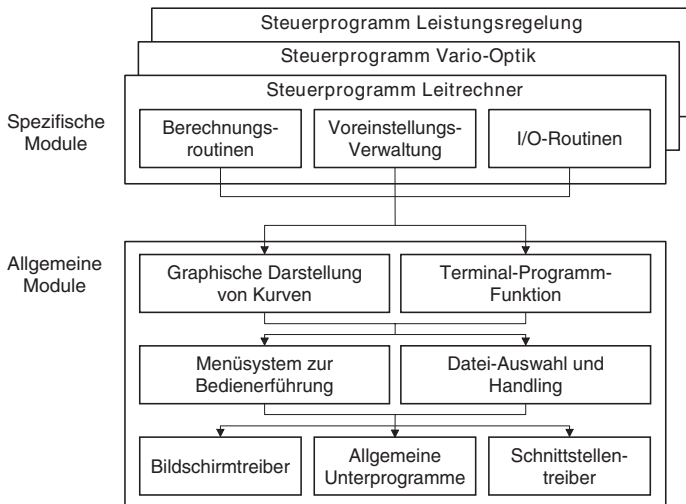 Steuerprogramm Leistungsregelung
Steuerprogramm Vario-Optik
Steuerprogramm Leitrechner
Spezifische
Module
Berechnungs-
routinen
Voreinstellungs-
Verwaltung
I/O-Routinen
Allgemeine
Module
Graphische Darstellung
von Kurven
Terminal-Programm-
Funktion
Menüsystem zur
Bedienerführung
Datei-Auswahl und
Handling
Bildschirmtreiber
Allgemeine
Unterprogramme
Schnittstellen-
treiber